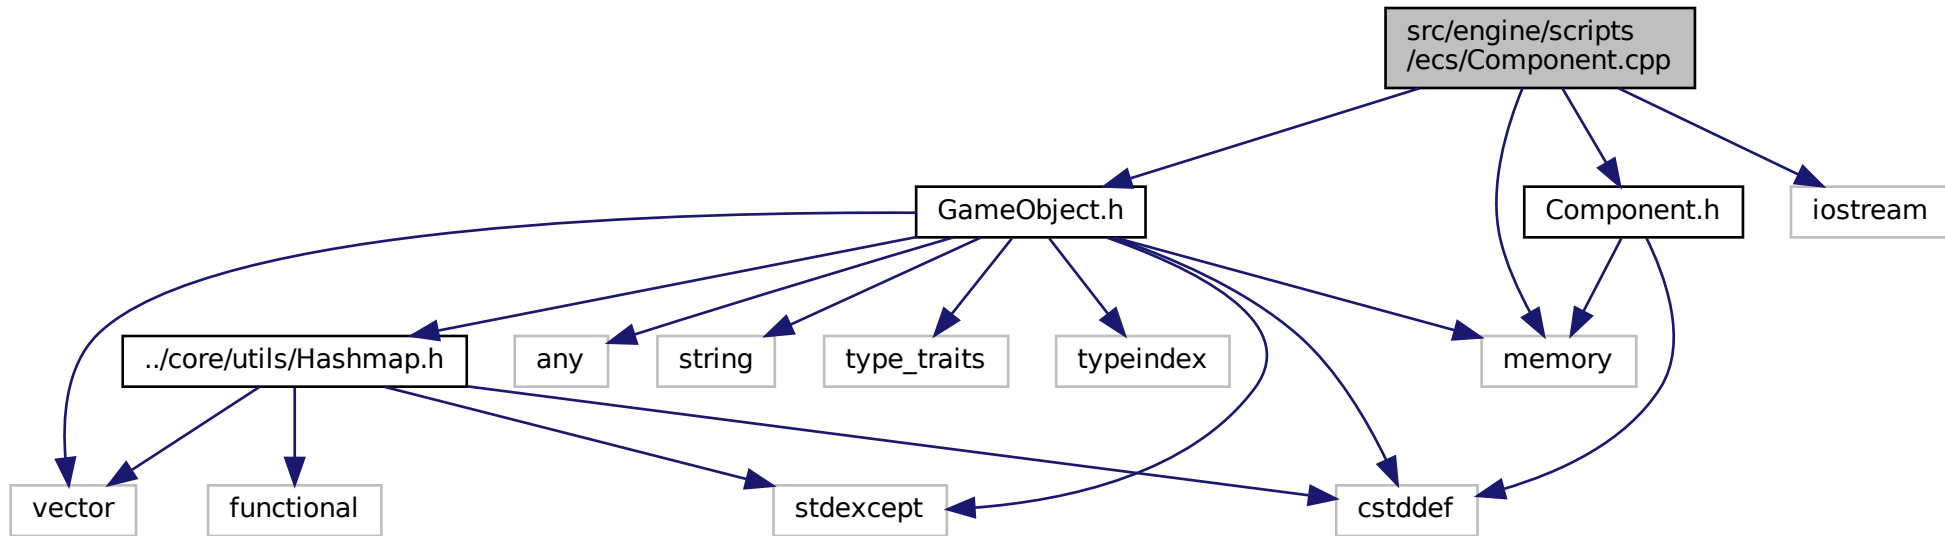 src/engine/scripts
/ecs/Component.cpp
GameObject.h
Component.h
iostream
../core/utils/Hashmap.h
any
string
type_traits
typeindex
memory
vector
functional
stdexcept
cstddef